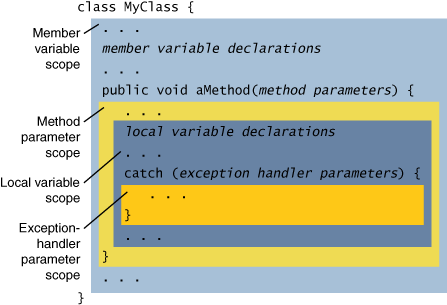 class MyClass {
. . .
Member
variable
scope
member variable declarations
. . .
public void aMethod(method parameters) {
Method
parameter
scope
. . .
local variable declarations
. . .
Local variable
scope
catch (exception handler parameters) {
. . .
}
Exception-
handler
parameter
scope
. . .
}
. . .
}